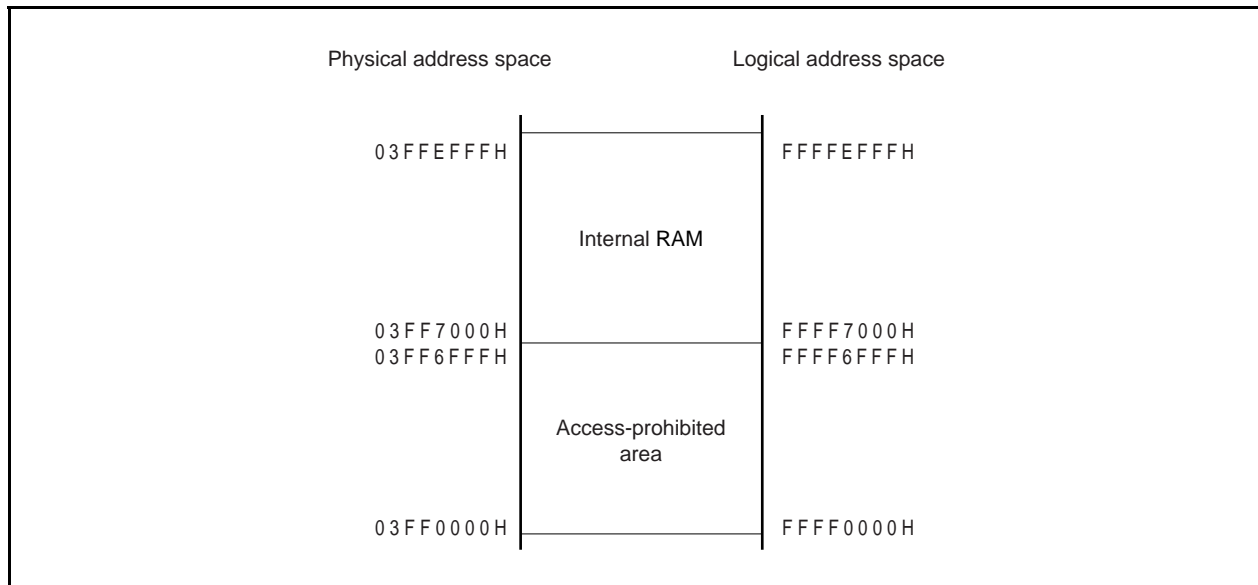 Physical address space Logical address space
03FFEFFFH FFFFEFFFH
Internal RAM
03FF7000H FFFF7000H
03FF6FFFH FFFF6FFFH
Access-prohibited
area
03FF0000H FFFF0000H